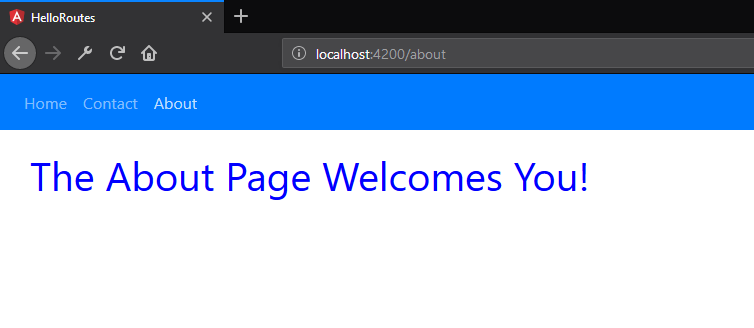 HelloRoutes
localhost:4200/about
Home Contact About
The About Page Welcomes You!